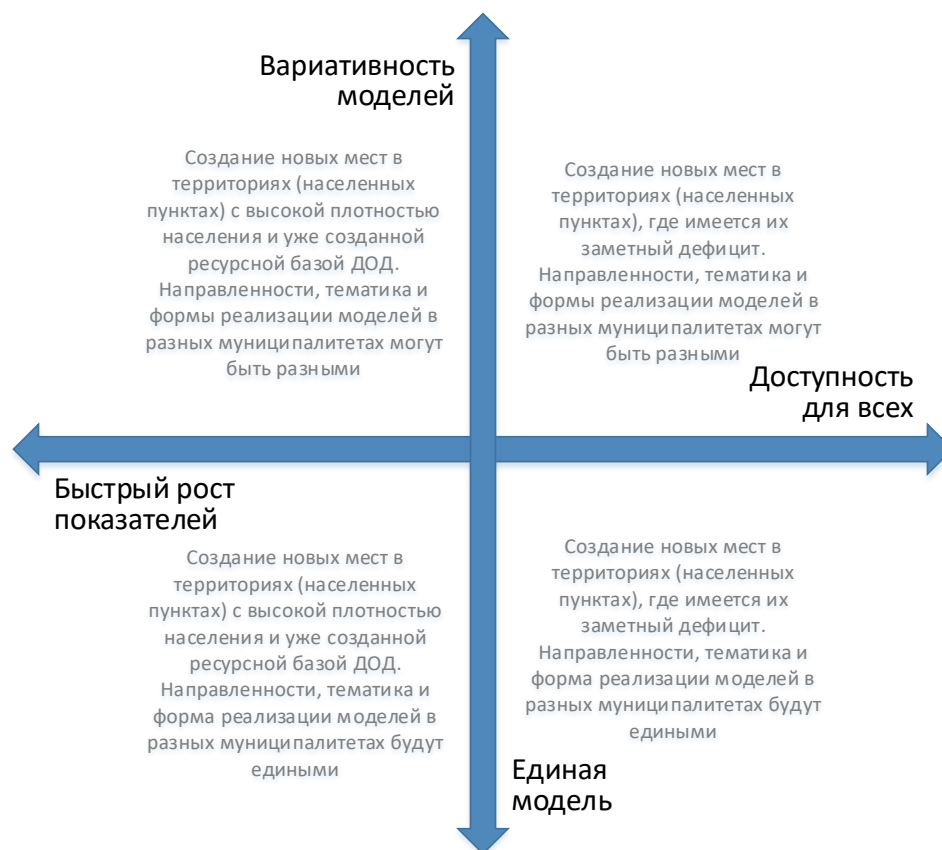 Вариативность
моделей
Создание новых мест в
территориях (населенных
пунктах) с высокой плотностью
населения и уже созданной
ресурсной базой ДОД.
Направленности, тематика и
формы реализации моделей в
разных муниципалитетах могут
быть разными
Создание новых мест в
территориях (населенных
пунктах), где имеется их
заметный дефицит.
Направленности, тематика и
формы реализации моделей в
разных муниципалитетах могут
быть разными
Доступность
для всех
Быстрый рост
показателей
Создание новых мест в
территориях (населенных
пунктах) с высокой плотностью
населения и уже созданной
ресурсной базой ДОД.
Направленности, тематика и
форма реализации моделей в
разных муниципалитетах будут
едиными
Создание новых мест в
территориях (населенных
пунктах), где имеется их
заметный дефицит.
Направленности, тематика и
форма реализации моделей в
разных муниципалитетах будут
едиными
Единая
модель